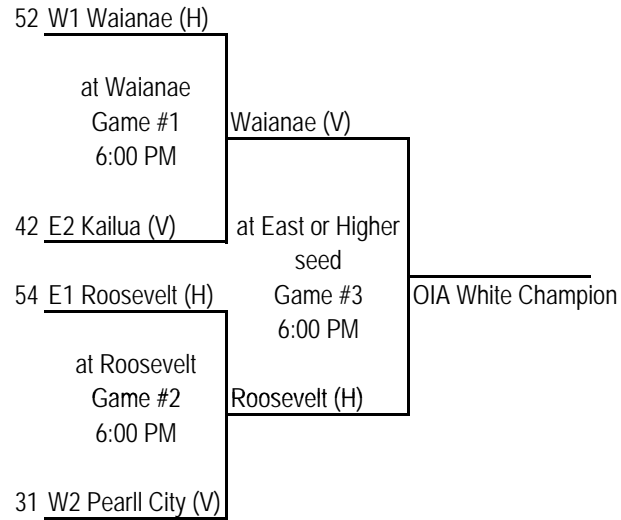 52 W1 Waianae (H)
at Waianae
Game #1
6:00 PM
Waianae (V)
42 E2 Kailua (V)
at East or Higher
seed
Game #3
6:00 PM
OIA White Champion
54 E1 Roosevelt (H)
at Roosevelt
Game #2
6:00 PM
Roosevelt (H)
31 W2 Pearll City (V)